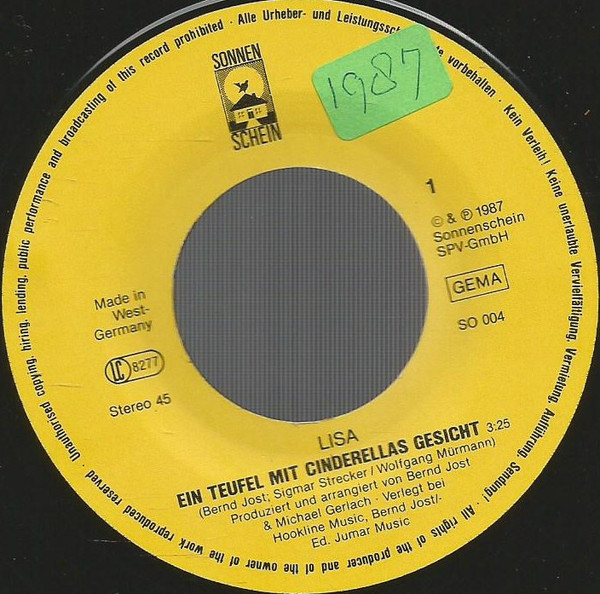 Unauthorised copying, hiring, lending, public performance and broadcasting of this record prohibited · Alle Urheber- und Leistungssch te vorbehalten · Kein Verleih! Keine unerlaubte Vervielfältigung, Vermietung, Aufführung, Sendung! · All rights of the producer and of the owner of the work reproduced reserved ·
SONNEN
SCHEIN
1987
1
© & ℗ 1987
Sonnenschein
SPV-GmbH
GEMA
SO 004
Made in
West-
Germany
LC 8277
Stereo 45
LISA
EIN TEUFEL MIT CINDERELLAS GESICHT 3:25
(Bernd Jost; Sigmar Strecker / Wolfgang Mürmann)
Produziert und arrangiert von Bernd Jost
& Michael Gerlach · Verlegt bei
Hookline Music, Bernd Jost/-
Ed. Jumar Music